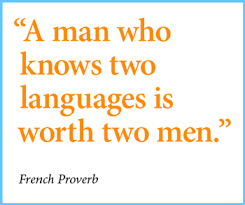 “A man who
knows two
languages is
worth two men.”
French Proverb